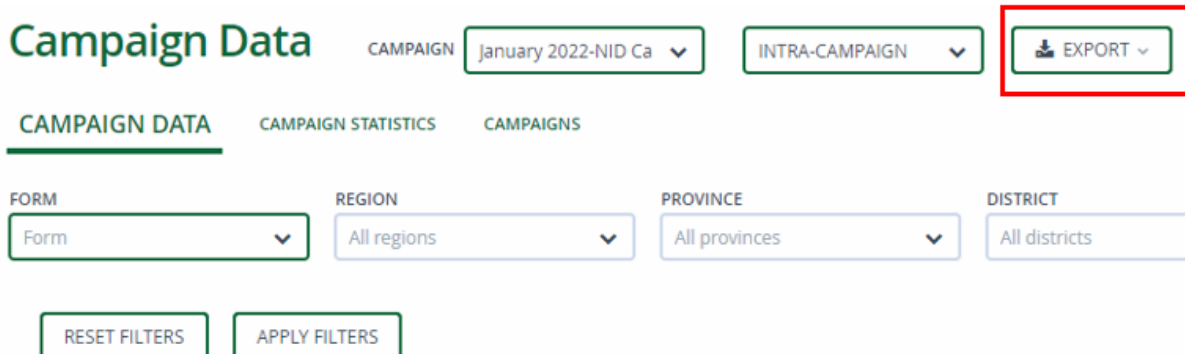 Campaign Data CAMPAIGN January 2022-NID Ca INTRA-CAMPAIGN EXPORT
CAMPAIGN DATA CAMPAIGN STATISTICS CAMPAIGNS
FORM REGION PROVINCE DISTRICT
Form All regions All provinces All districts
RESET FILTERS APPLY FILTERS